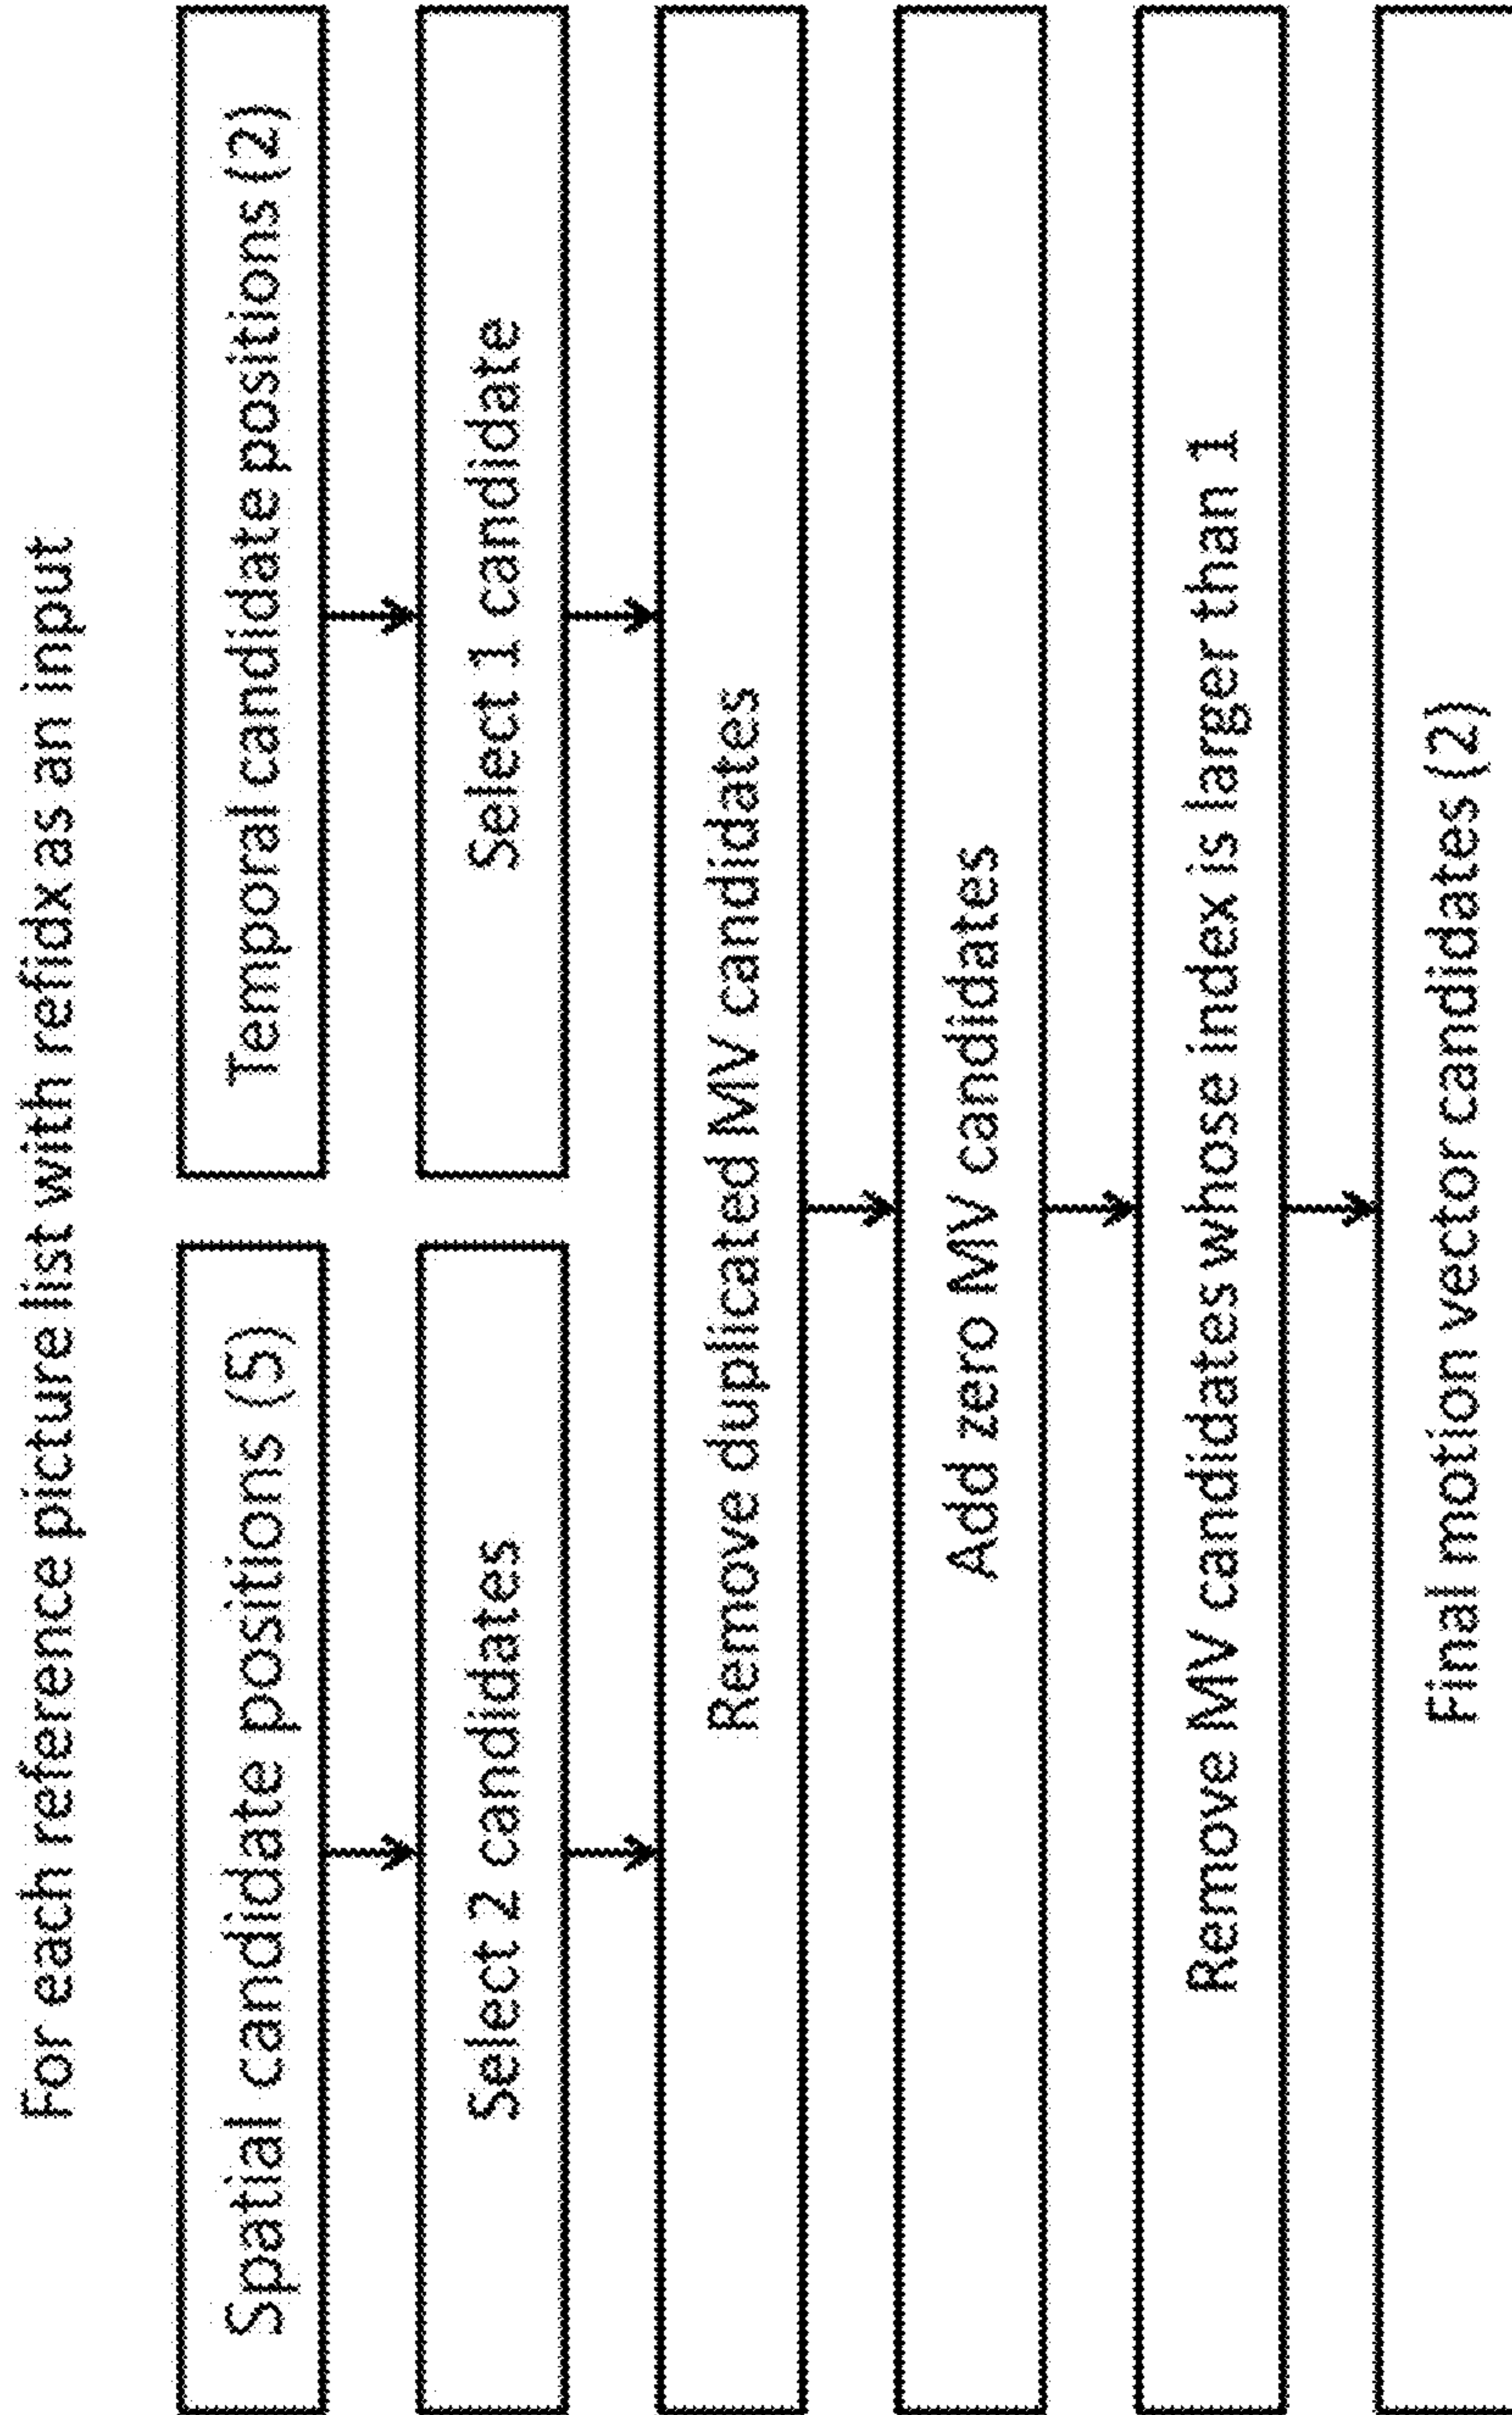 For each reference picture list with refidx as an input
Spatial candidate positions (5)
Temporal candidate positions (2)
Select 2 candidates
Select 1 candidate
Remove duplicated MV candidates
Add zero MV candidates
Remove MV candidates whose index is larger than 1
Final motion vector candidates (2)